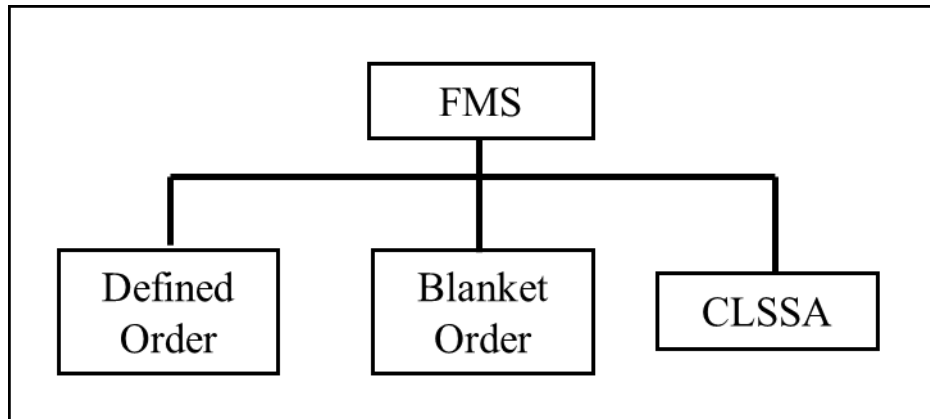 FMS
Defined
Order
Blanket
Order
CLSSA